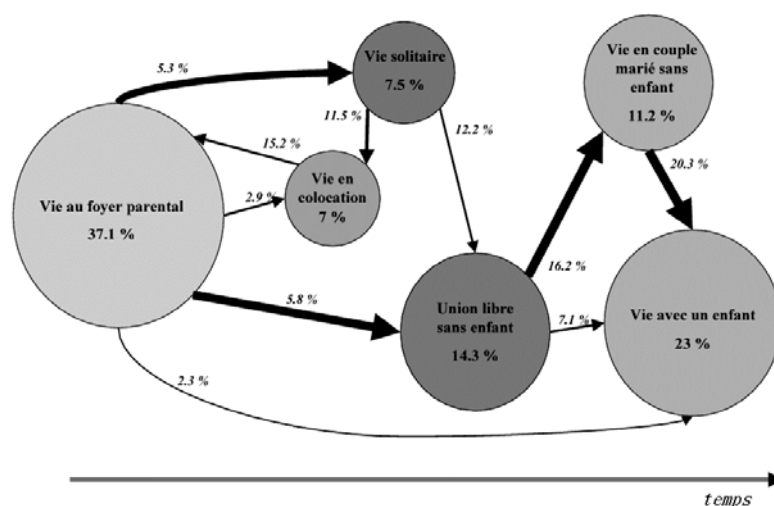 Vie solitaire
7.5 %
Vie en couple
marié sans
enfant
11.2 %
5.3 %
11.5 %
12.2 %
15.2 %
20.3 %
Vie au foyer parental
37.1 %
2.9 %
Vie en
colocation
7 %
16.2 %
5.8 %
Union libre
sans enfant
14.3 %
7.1 %
Vie avec un enfant
23 %
2.3 %
temps